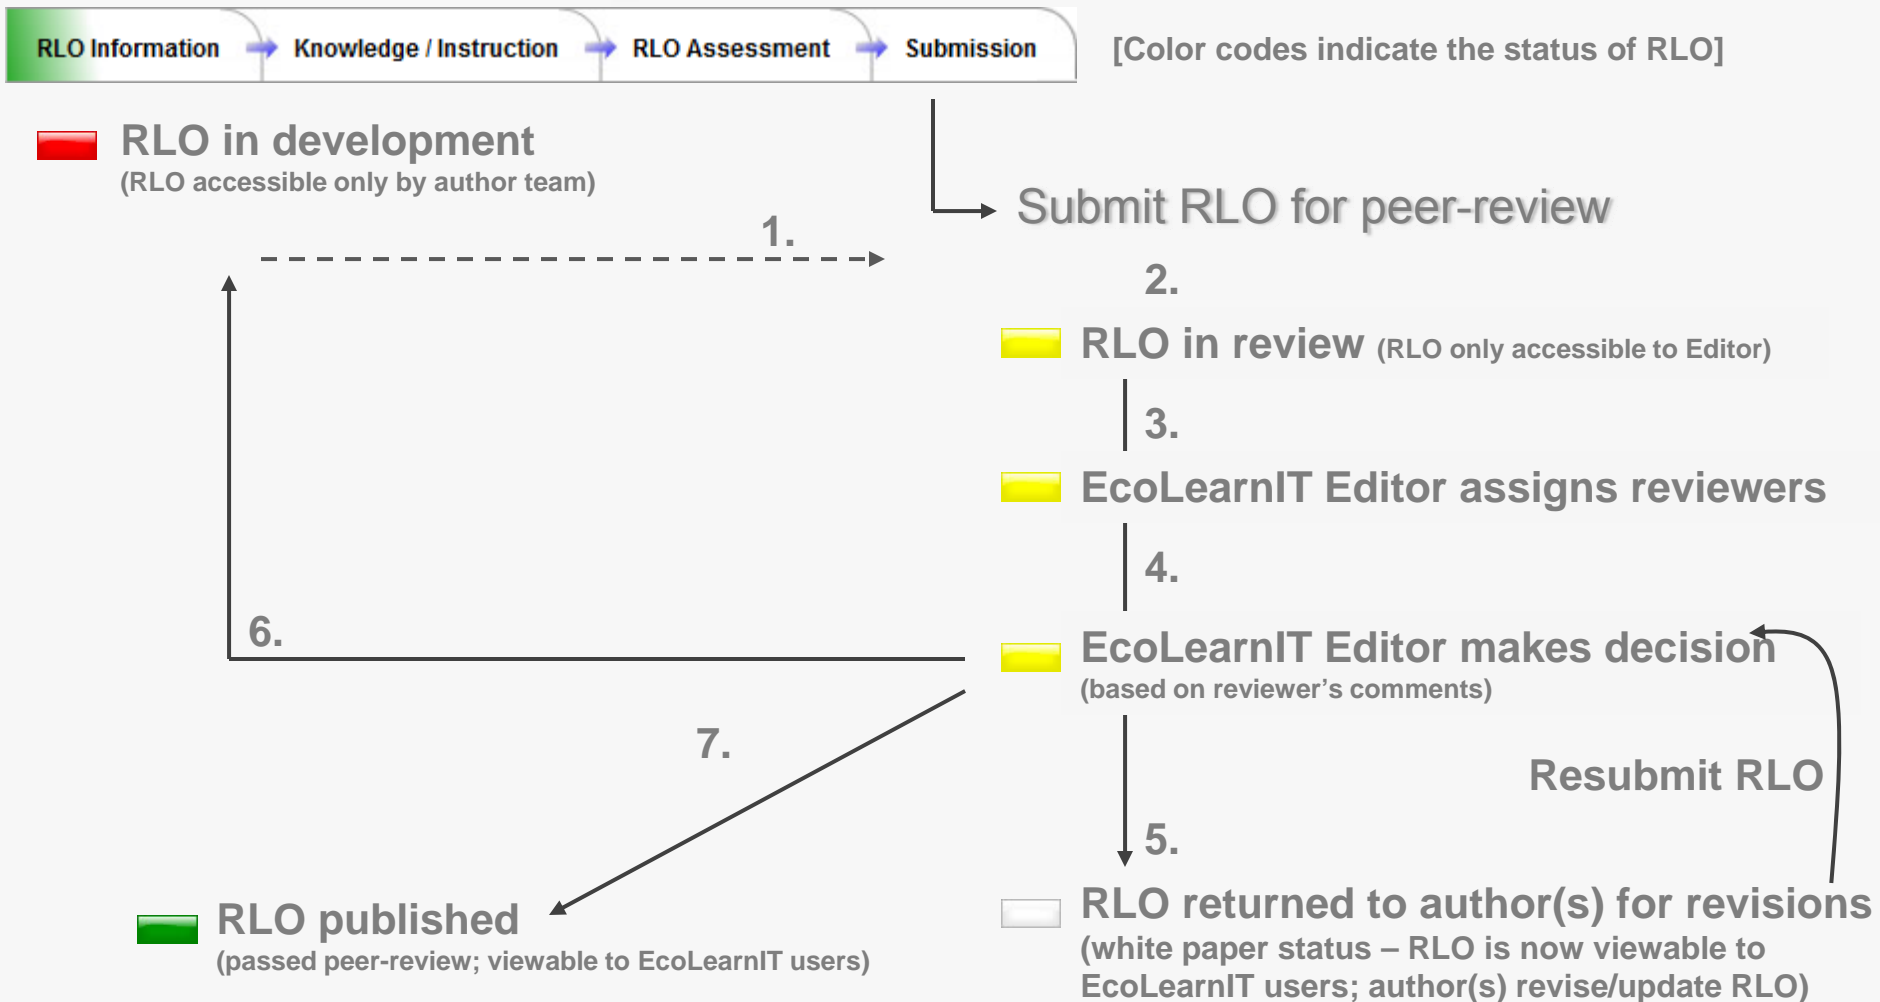 RLO Information
Knowledge / Instruction
RLO Assessment
Submission
[Color codes indicate the status of RLO]
RLO in development
(RLO accessible only by author team)
Submit RLO for peer-review
1.
2.
RLO in review (RLO only accessible to Editor)
3.
EcoLearnIT Editor assigns reviewers
4.
6.
EcoLearnIT Editor makes decision
(based on reviewer’s comments)
7.
Resubmit RLO
5.
RLO published
(passed peer-review; viewable to EcoLearnIT users)
RLO returned to author(s) for revisions
(white paper status – RLO is now viewable to
EcoLearnIT users; author(s) revise/update RLO)